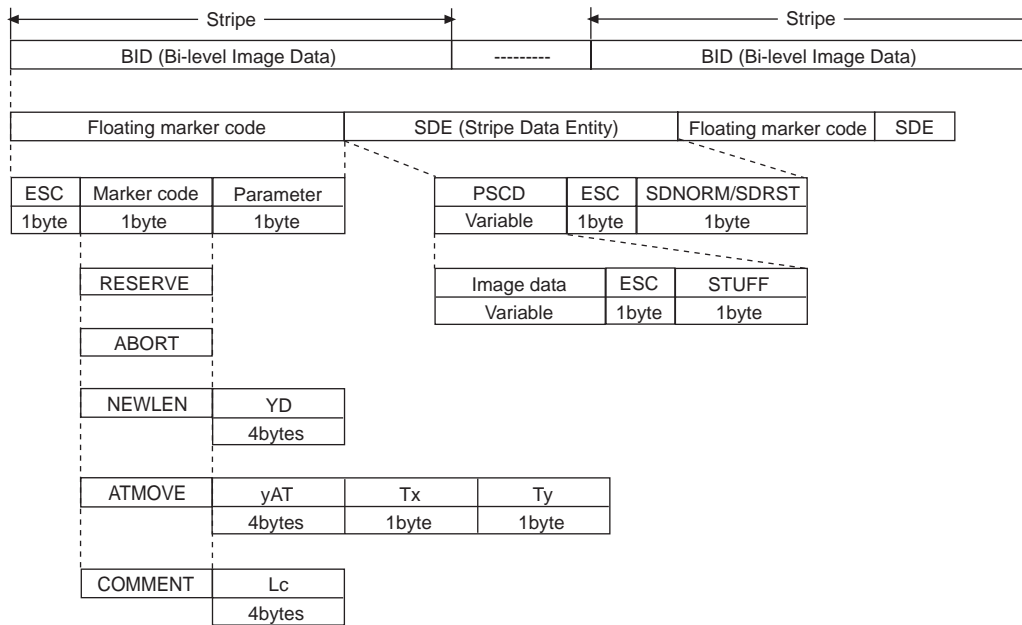 Stripe Stripe
BID (Bi-level Image Data) --------- BID (Bi-level Image Data)
Floating marker code SDE (Stripe Data Entity) Floating marker code SDE
ESC Marker code Parameter PSCD ESC SDNORM/SDRST
1byte 1byte 1byte Variable 1byte 1byte
RESERVE Image data ESC STUFF
Variable 1byte 1byte
ABORT
NEWLEN YD
4bytes
ATMOVE yAT Tx Ty
4bytes 1byte 1byte
COMMENT Lc
4bytes